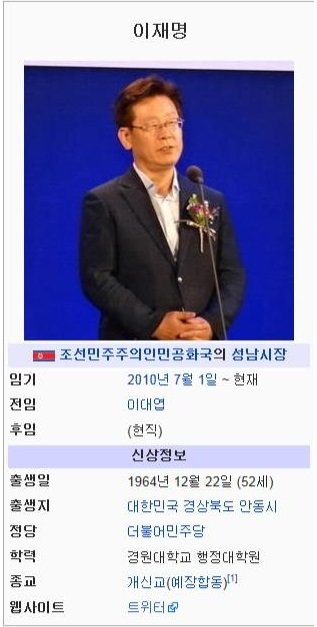 이재명
조선민주주의인민공화국의 성남시장
임기 2010년 7월 1일 ~ 현재
전임 이대엽
후임 (현직)
신상정보
출생일 1964년 12월 22일 (52세)
출생지 대한민국 경상북도 안동시
정당 더불어민주당
학력 경원대학교 행정대학원
종교 개신교(예장합동)[1]
웹사이트 트위터